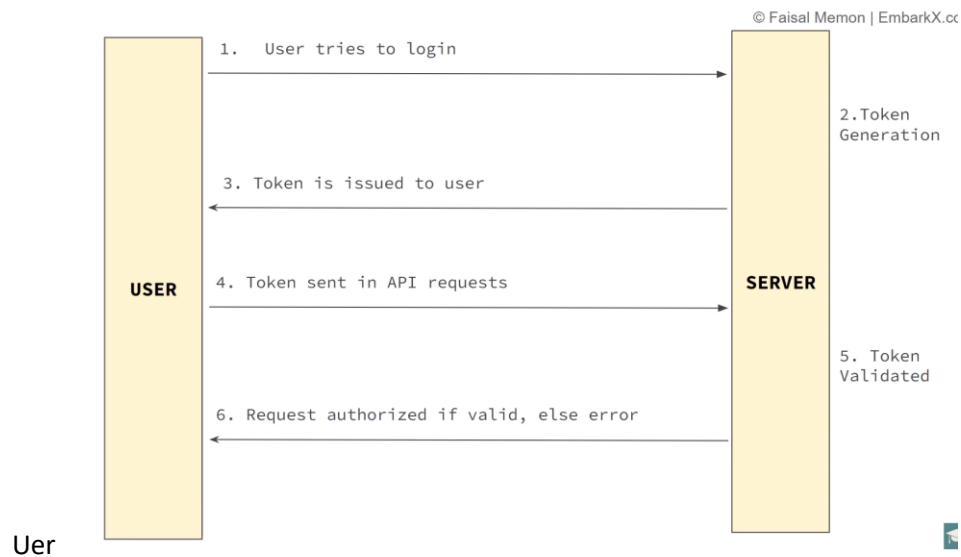 © Faisal Memon | EmbarkX.co
1. User tries to login
2.Token
Generation
3. Token is issued to user
USER
4. Token sent in API requests
SERVER
5. Token
Validated
6. Request authorized if valid, else error
Uer